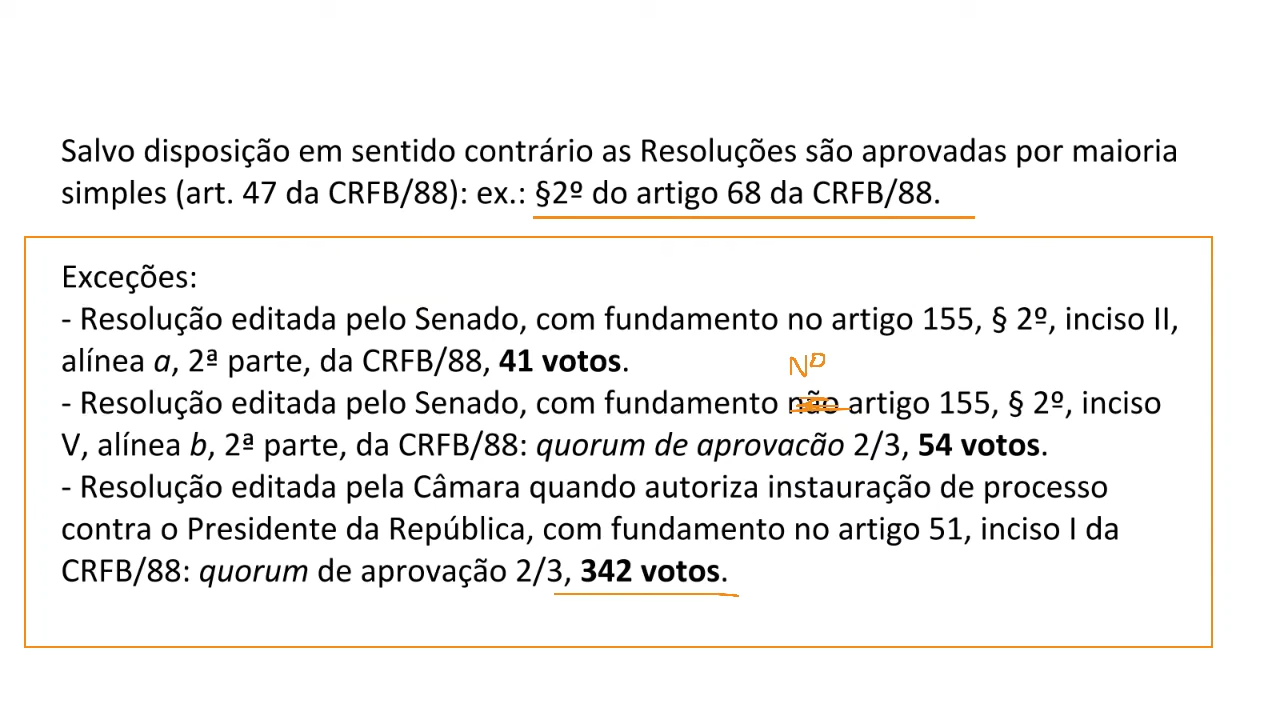 Salvo disposição em sentido contrário as Resoluções são aprovadas por maioria
simples (art. 47 da CRFB/88): ex.: §2º do artigo 68 da CRFB/88.
Exceções:
- Resolução editada pelo Senado, com fundamento no artigo 155, § 2º, inciso II,
alínea a, 2ª parte, da CRFB/88, 41 votos.
NO
- Resolução editada pelo Senado, com fundamento não artigo 155, § 2º, inciso
V, alínea b, 2ª parte, da CRFB/88: quorum de aprovacão 2/3, 54 votos.
- Resolução editada pela Câmara quando autoriza instauração de processo
contra o Presidente da República, com fundamento no artigo 51, inciso I da
CRFB/88: quorum de aprovação 2/3, 342 votos.